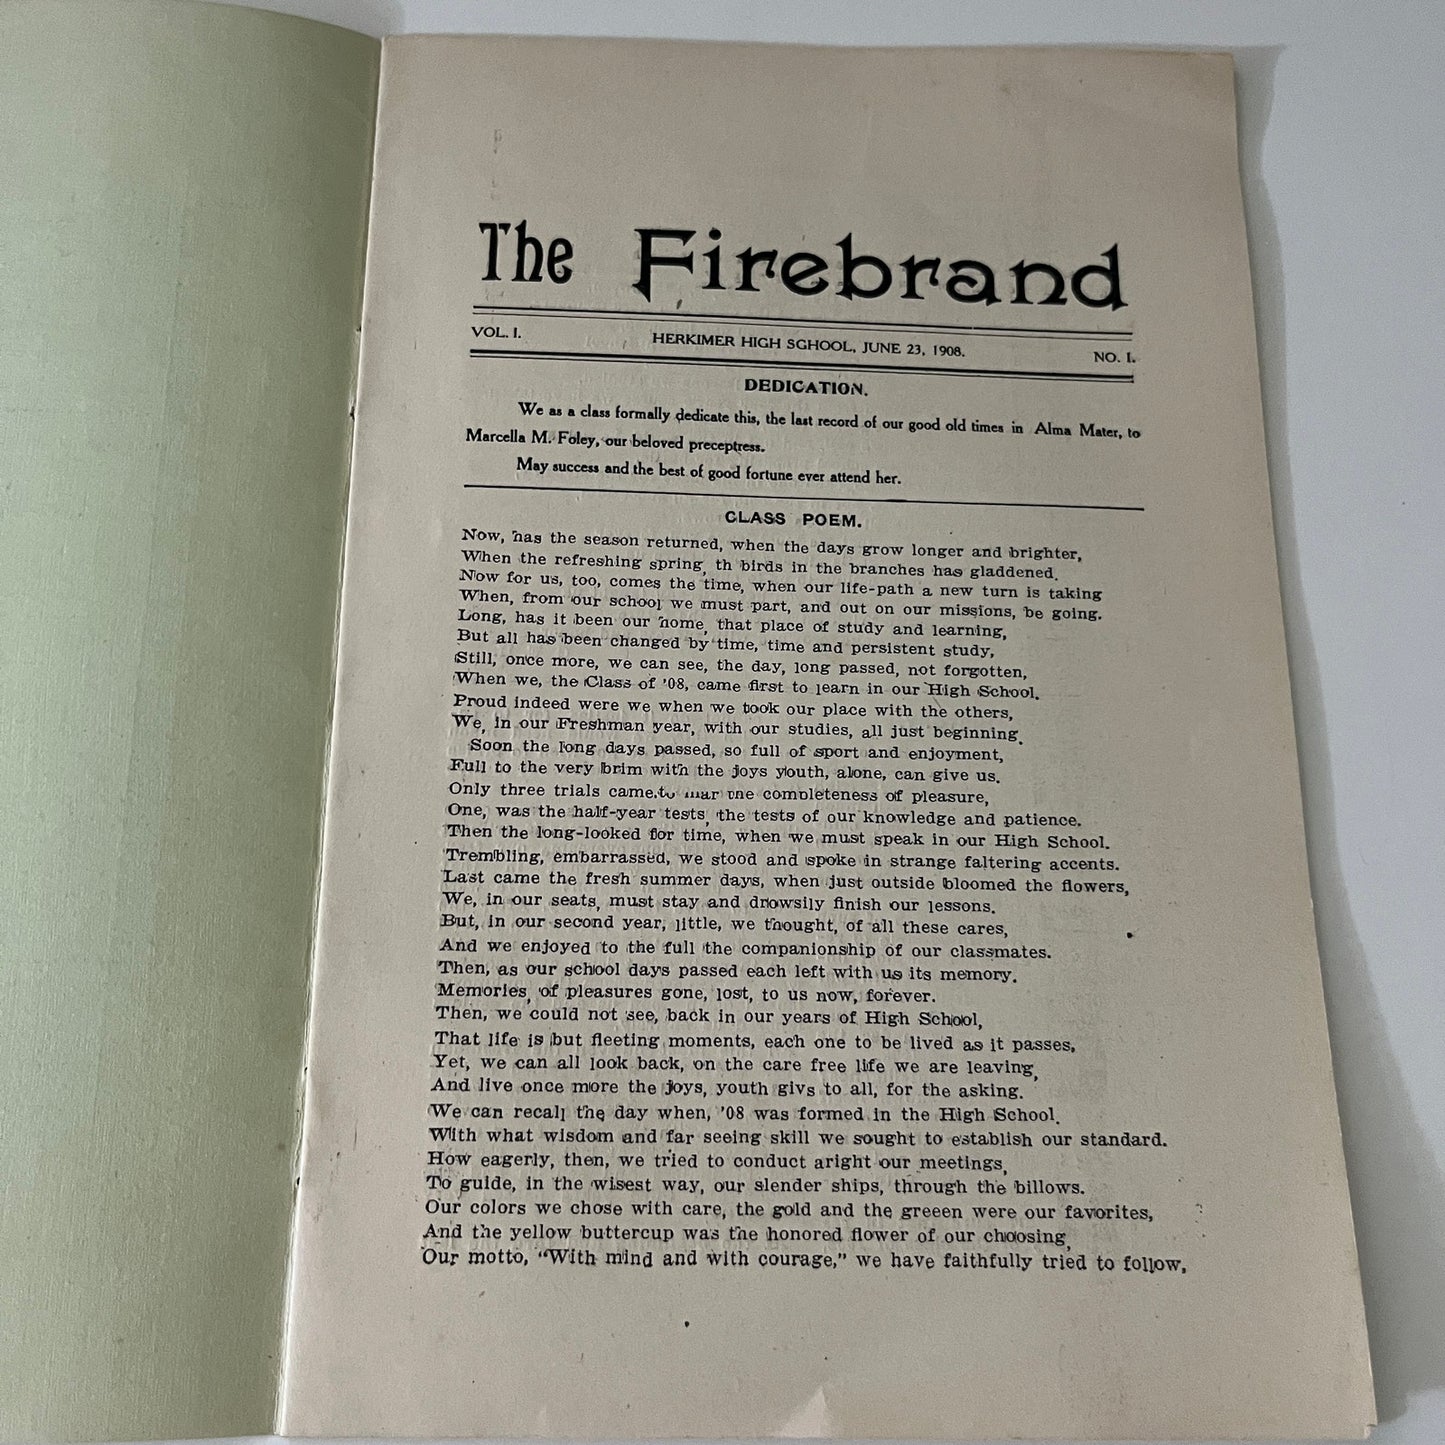 The Firebrand
VOL. I. HERKIMER HIGH SCHOOL, JUNE 23, 1908. NO. I.
DEDICATION.
We as a class formally dedicate this, the last record of our good old times in Alma Mater, to
Marcella M. Foley, our beloved preceptress.
May success and the best of good fortune ever attend her.
CLASS POEM.
Now, has the season returned, when the days grow longer and brighter,
When the refreshing spring, th birds in the branches has gladdened.
Now for us, too, comes the time, when our life-path a new turn is taking
When, from our school we must part, and out on our missions, be going.
Long, has it been our home, that place of study and learning,
But all has been changed by time, time and persistent study,
Still, once more, we can see, the day, long passed, not forgotten,
When we, the Class of '08, came first to learn in our High School.
Proud indeed were we when we took our place with the others,
We, in our Freshman year, with our studies, all just beginning.
Soon the long days passed, so full of sport and enjoyment,
Full to the very brim with the joys youth, alone, can give us.
Only three trials came to mar the completeness of pleasure,
One, was the half-year tests, the tests of our knowledge and patience.
Then the long-looked for time, when we must speak in our High School.
Trembling, embarrassed, we stood and spoke in strange faltering accents.
Last came the fresh summer days, when just outside bloomed the flowers,
We, in our seats, must stay and drowsily finish our lessons.
But, in our second year, little, we thought, of all these cares,
And we enjoyed to the full the companionship of our classmates.
Then, as our school days passed each left with us its memory.
Memories, of pleasures gone, lost, to us now, forever.
Then, we could not see, back in our years of High School,
That life is but fleeting moments, each one to be lived as it passes,
Yet, we can all look back, on the care free life we are leaving,
And live once more the joys, youth givs to all, for the asking.
We can recall the day when, '08 was formed in the High School.
With what wisdom and far seeing skill we sought to establish our standard.
How eagerly, then, we tried to conduct aright our meetings,
To guide, in the wisest way, our slender ships, through the billows.
Our colors we chose with care, the gold and the greeen were our favorites,
And the yellow buttercup was the honored flower of our choosing,
Our motto, "With mind and with courage," we have faithfully tried to follow,